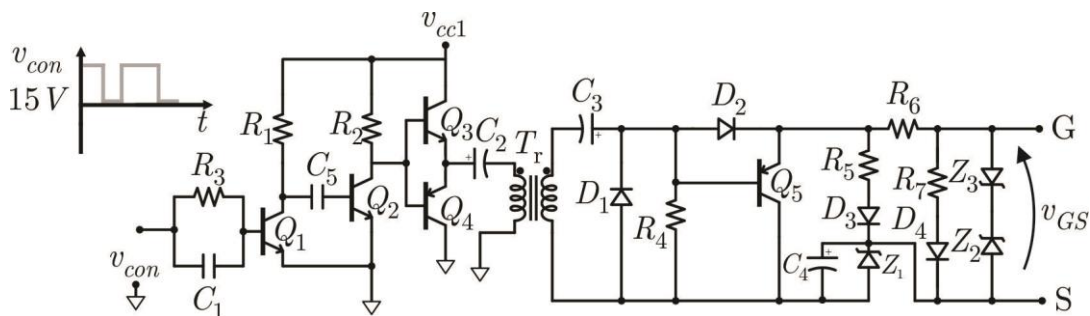 v_con
15 V
t
v_con
R_3
C_1
R_1
C_5
Q_1
R_2
Q_2
v_cc1
Q_3
Q_4
C_2
T_r
C_3
D_1
R_4
D_2
Q_5
R_5
D_3
C_4
Z_1
R_6
R_7
D_4
Z_3
Z_2
G
v_GS
S